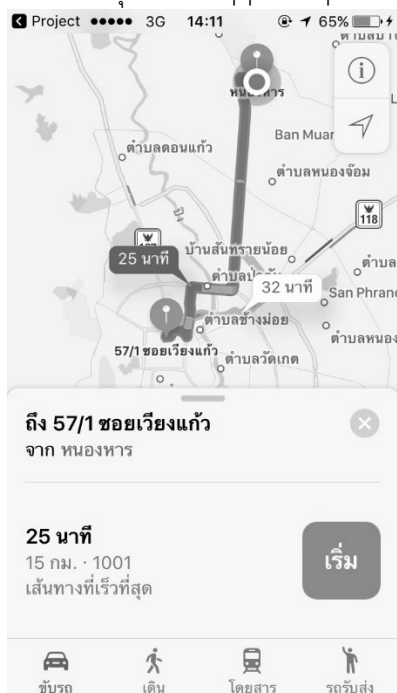 Project 3G 14:11 65%
หนองหาร
Ban Muar
ตำบลดอนแก้ว
ตำบลหนองจ๊อม
118
ปิง
บ้านสันทรายน้อย
25 นาที
32 นาที
San Phrane
ตำบลช้างม่อย
57/1 ซอยเวียงแก้ว
ตำบลวัดเกต
ถึง 57/1 ซอยเวียงแก้ว
จาก หนองหาร
25 นาที
15 กม. · 1001
เส้นทางที่เร็วที่สุด
เริ่ม
ขับรถ เดิน โดยสาร รถรับส่ง